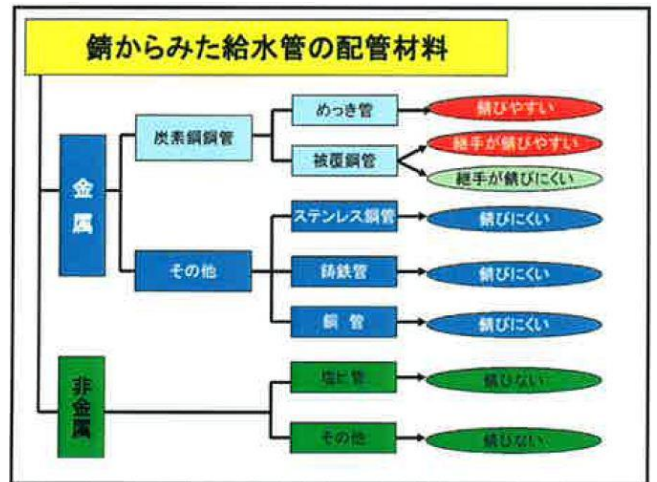 錆からみた給水管の配管材料
めっき管
錆びやすい
炭素鋼鋼管
継手が錆びやすい
被覆鋼管
継手が錆びにくい
金属
ステンレス鋼管
錆びにくい
その他
鋳鉄管
錆びにくい
銅 管
錆びにくい
非金属
塩ビ管
錆びない
その他
錆びない